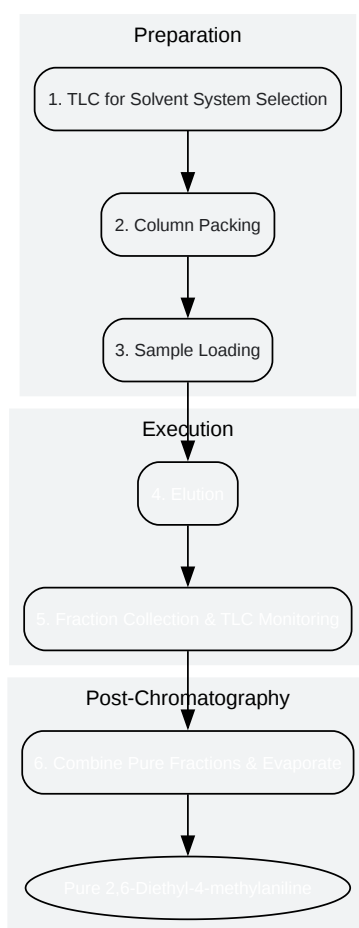 Preparation
1. TLC for Solvent System Selection
2. Column Packing
3. Sample Loading
Execution
4. Elution
5. Fraction Collection & TLC Monitoring
Post-Chromatography
6. Combine Pure Fractions & Evaporate
Pure 2,6-Diethyl-4-methylaniline